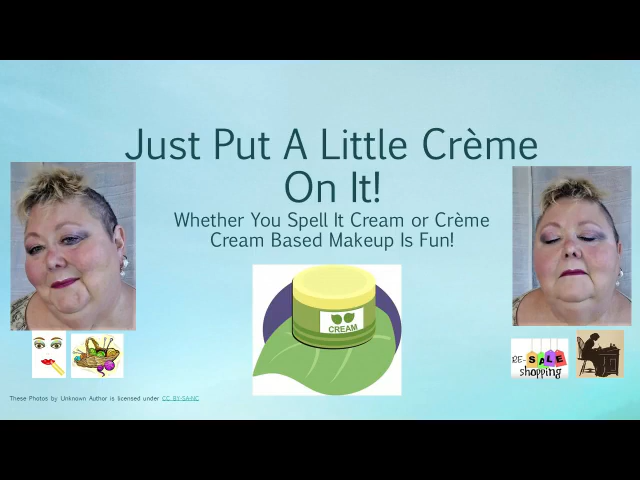 Just Put A Little Crème
On It!
Whether You Spell It Cream or Crème
Cream Based Makeup Is Fun!
CREAM
RE-SALE
shopping
These Photos by Unknown Author is licensed under CC BY-SA-NC